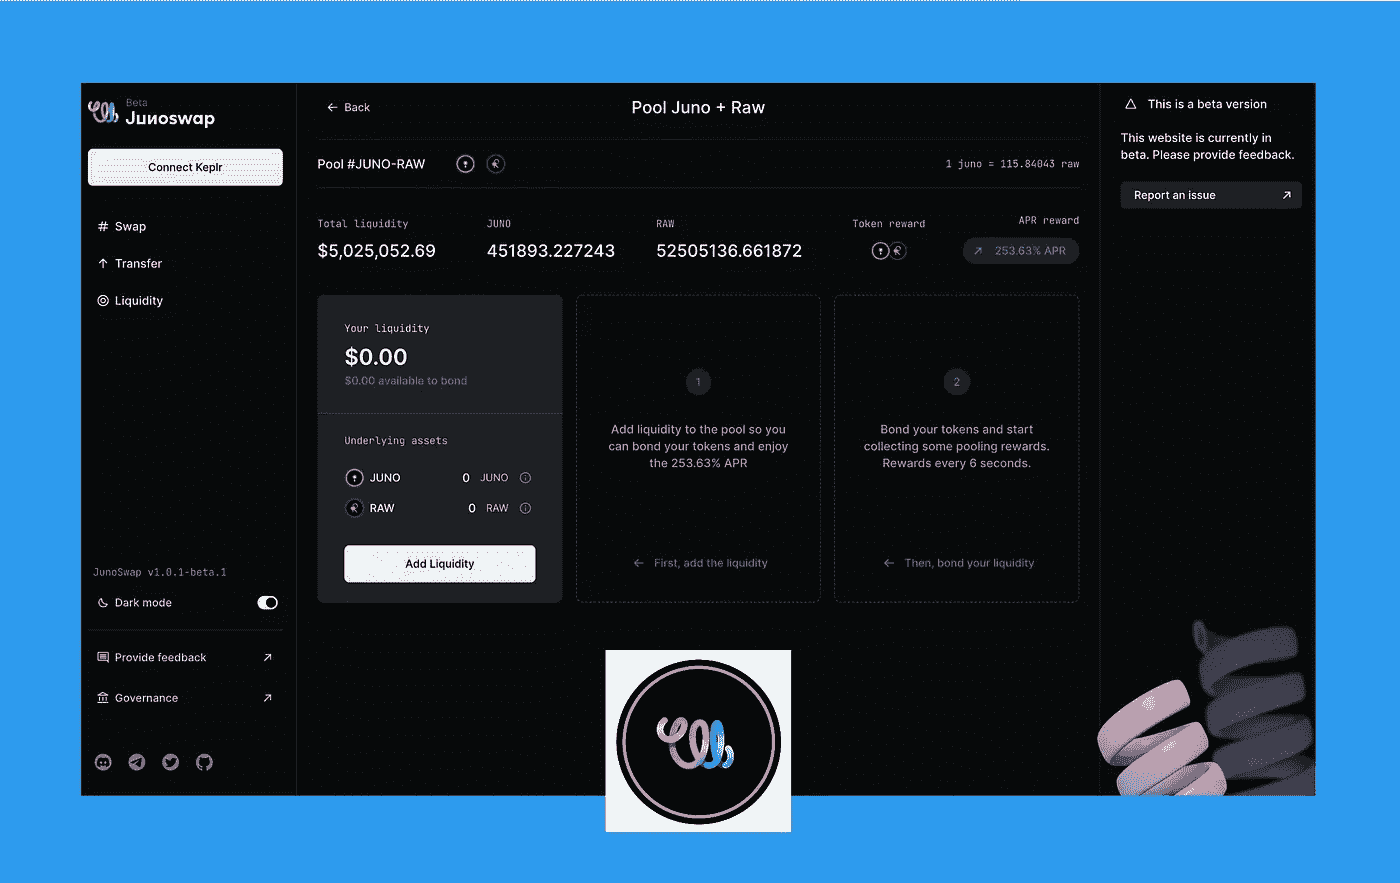 Beta
Junoswap
Connect Keplr
Swap
Transfer
Liquidity
JunoSwap v1.0.1-beta.1
Dark mode
Provide feedback
Governance
Back
Pool Juno + Raw
Pool #JUNO-RAW
1 juno = 115.84043 raw
Total liquidity
$5,025,052.69
JUNO
451893.227243
RAW
52505136.661872
Token reward
APR reward
253.63% APR
Your liquidity
$0.00
$0.00 available to bond
Underlying assets
JUNO 0 JUNO
RAW 0 RAW
Add Liquidity
1
Add liquidity to the pool so you
can bond your tokens and enjoy
the 253.63% APR
First, add the liquidity
2
Bond your tokens and start
collecting some pooling rewards.
Rewards every 6 seconds.
Then, bond your liquidity
This is a beta version
This website is currently in
beta. Please provide feedback.
Report an issue